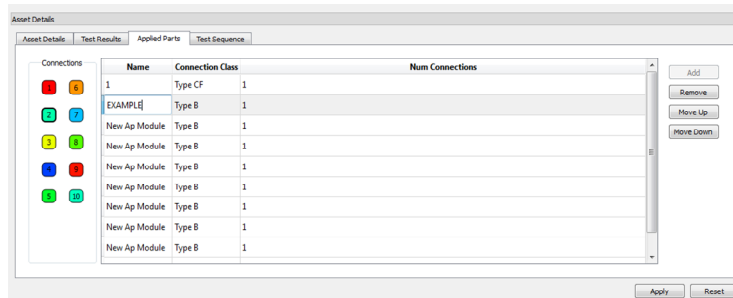 Asset Details
Asset Details Test Results Applied Parts Test Sequence
Connections
Name Connection Class Num Connections
1 Type CF 1
EXAMPLE Type B 1
New Ap Module Type B 1
New Ap Module Type B 1
New Ap Module Type B 1
New Ap Module Type B 1
New Ap Module Type B 1
New Ap Module Type B 1
New Ap Module Type B 1
1 6
2 7
3 8
4 9
5 10
Add
Remove
Move Up
Move Down
Apply Reset